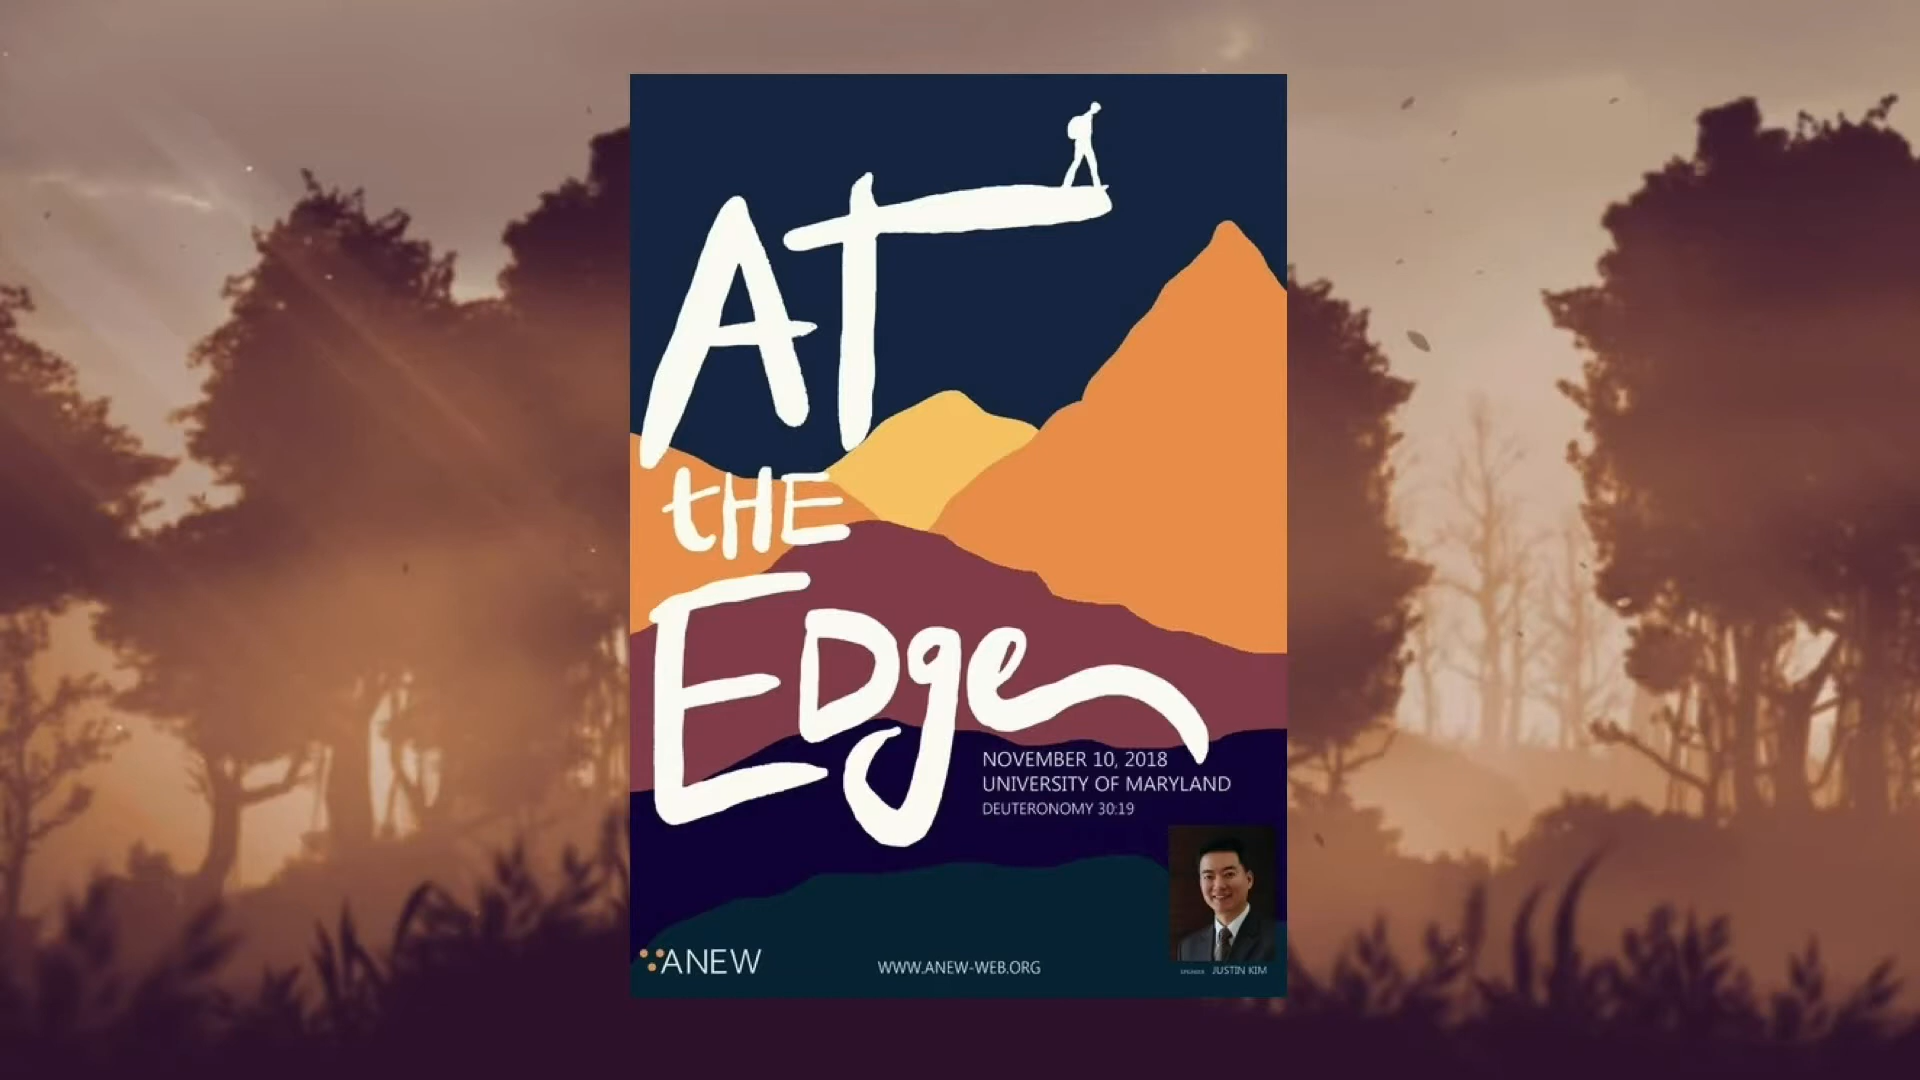 AT
tHE
EDge
NOVEMBER 10, 2018
UNIVERSITY OF MARYLAND
DEUTERONOMY 30:19
ANEW
WWW.ANEW-WEB.ORG
SPEAKER JUSTIN KIM